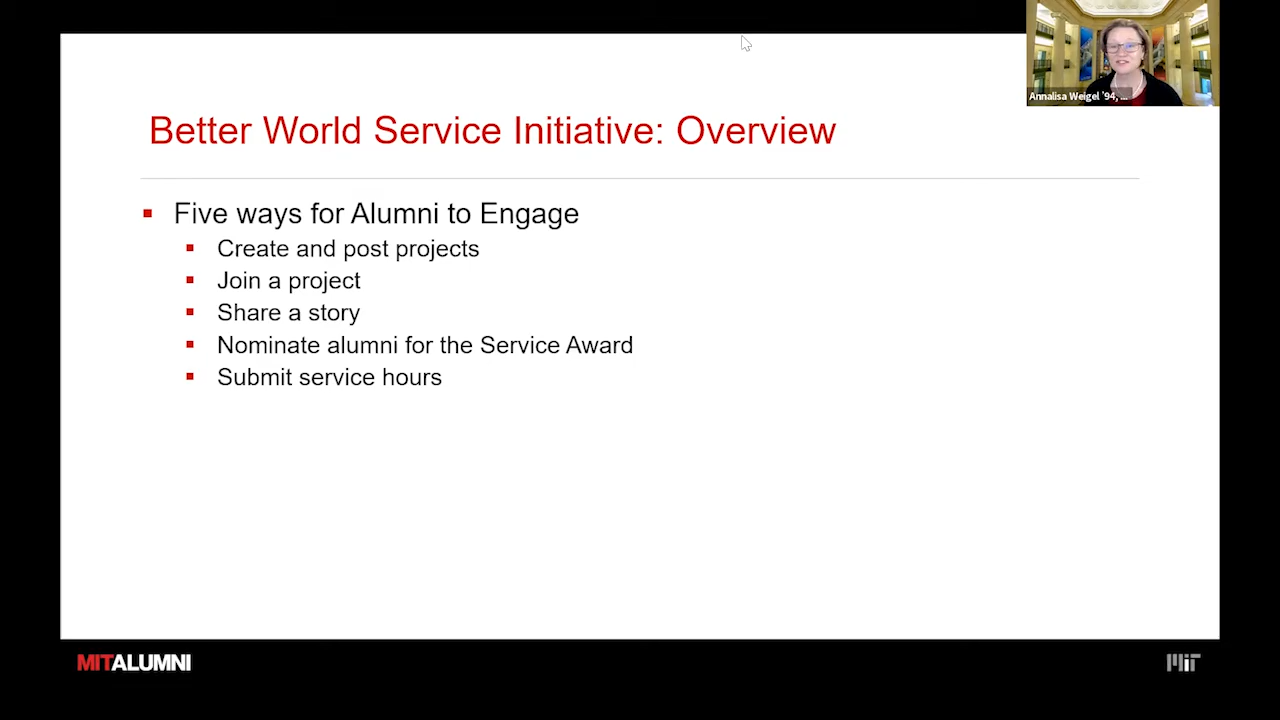 Annalisa Weigel '94, ...
Better World Service Initiative: Overview
Five ways for Alumni to Engage
Create and post projects
Join a project
Share a story
Nominate alumni for the Service Award
Submit service hours
MITALUMNI
MIT